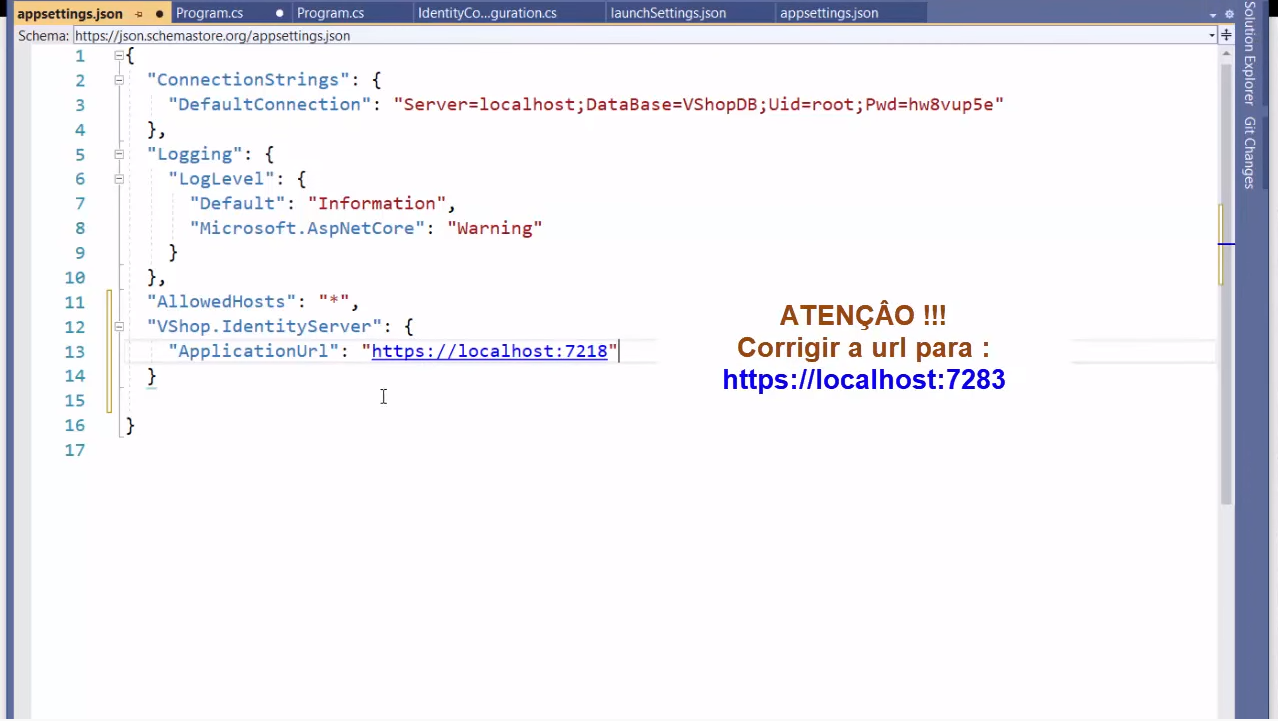 appsettings.json
Program.cs
Program.cs
IdentityCo...guration.cs
launchSettings.json
appsettings.json
Schema: https://json.schemastore.org/appsettings.json
Solution Explorer
Git Changes
1 {
2 "ConnectionStrings": {
3 "DefaultConnection": "Server=localhost;DataBase=VShopDB;Uid=root;Pwd=hw8vup5e"
4 },
5 "Logging": {
6 "LogLevel": {
7 "Default": "Information",
8 "Microsoft.AspNetCore": "Warning"
9 }
10 },
11 "AllowedHosts": "*",
12 "VShop.IdentityServer": {
13 "ApplicationUrl": "https://localhost:7218"
14 }
15
16 }
17
ATENÇÂO !!!
Corrigir a url para :
https://localhost:7283